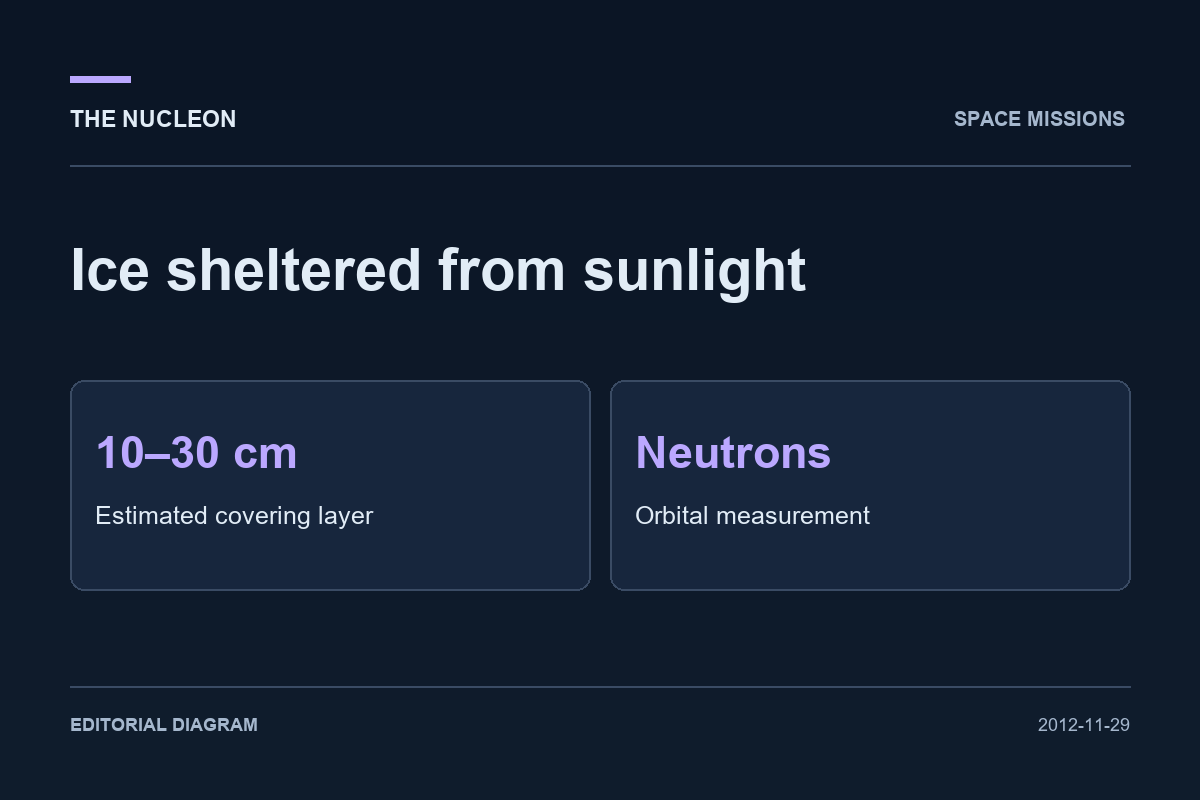 THE NUCLEON
SPACE MISSIONS
Ice sheltered from sunlight
10–30 cm
Estimated covering layer
Neutrons
Orbital measurement
EDITORIAL DIAGRAM
2012-11-29